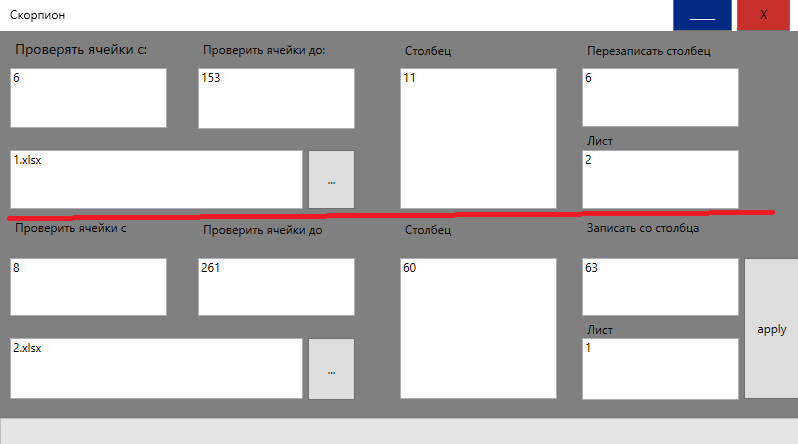 Скорпион
X
Проверять ячейки с:
Проверить ячейки до:
Столбец
Перезаписать столбец
6
153
11
6
Лист
1.xlsx
...
2
Проверить ячейки с
Проверить ячейки до
Столбец
Записать со столбца
8
261
60
63
Лист
apply
2.xlsx
...
1